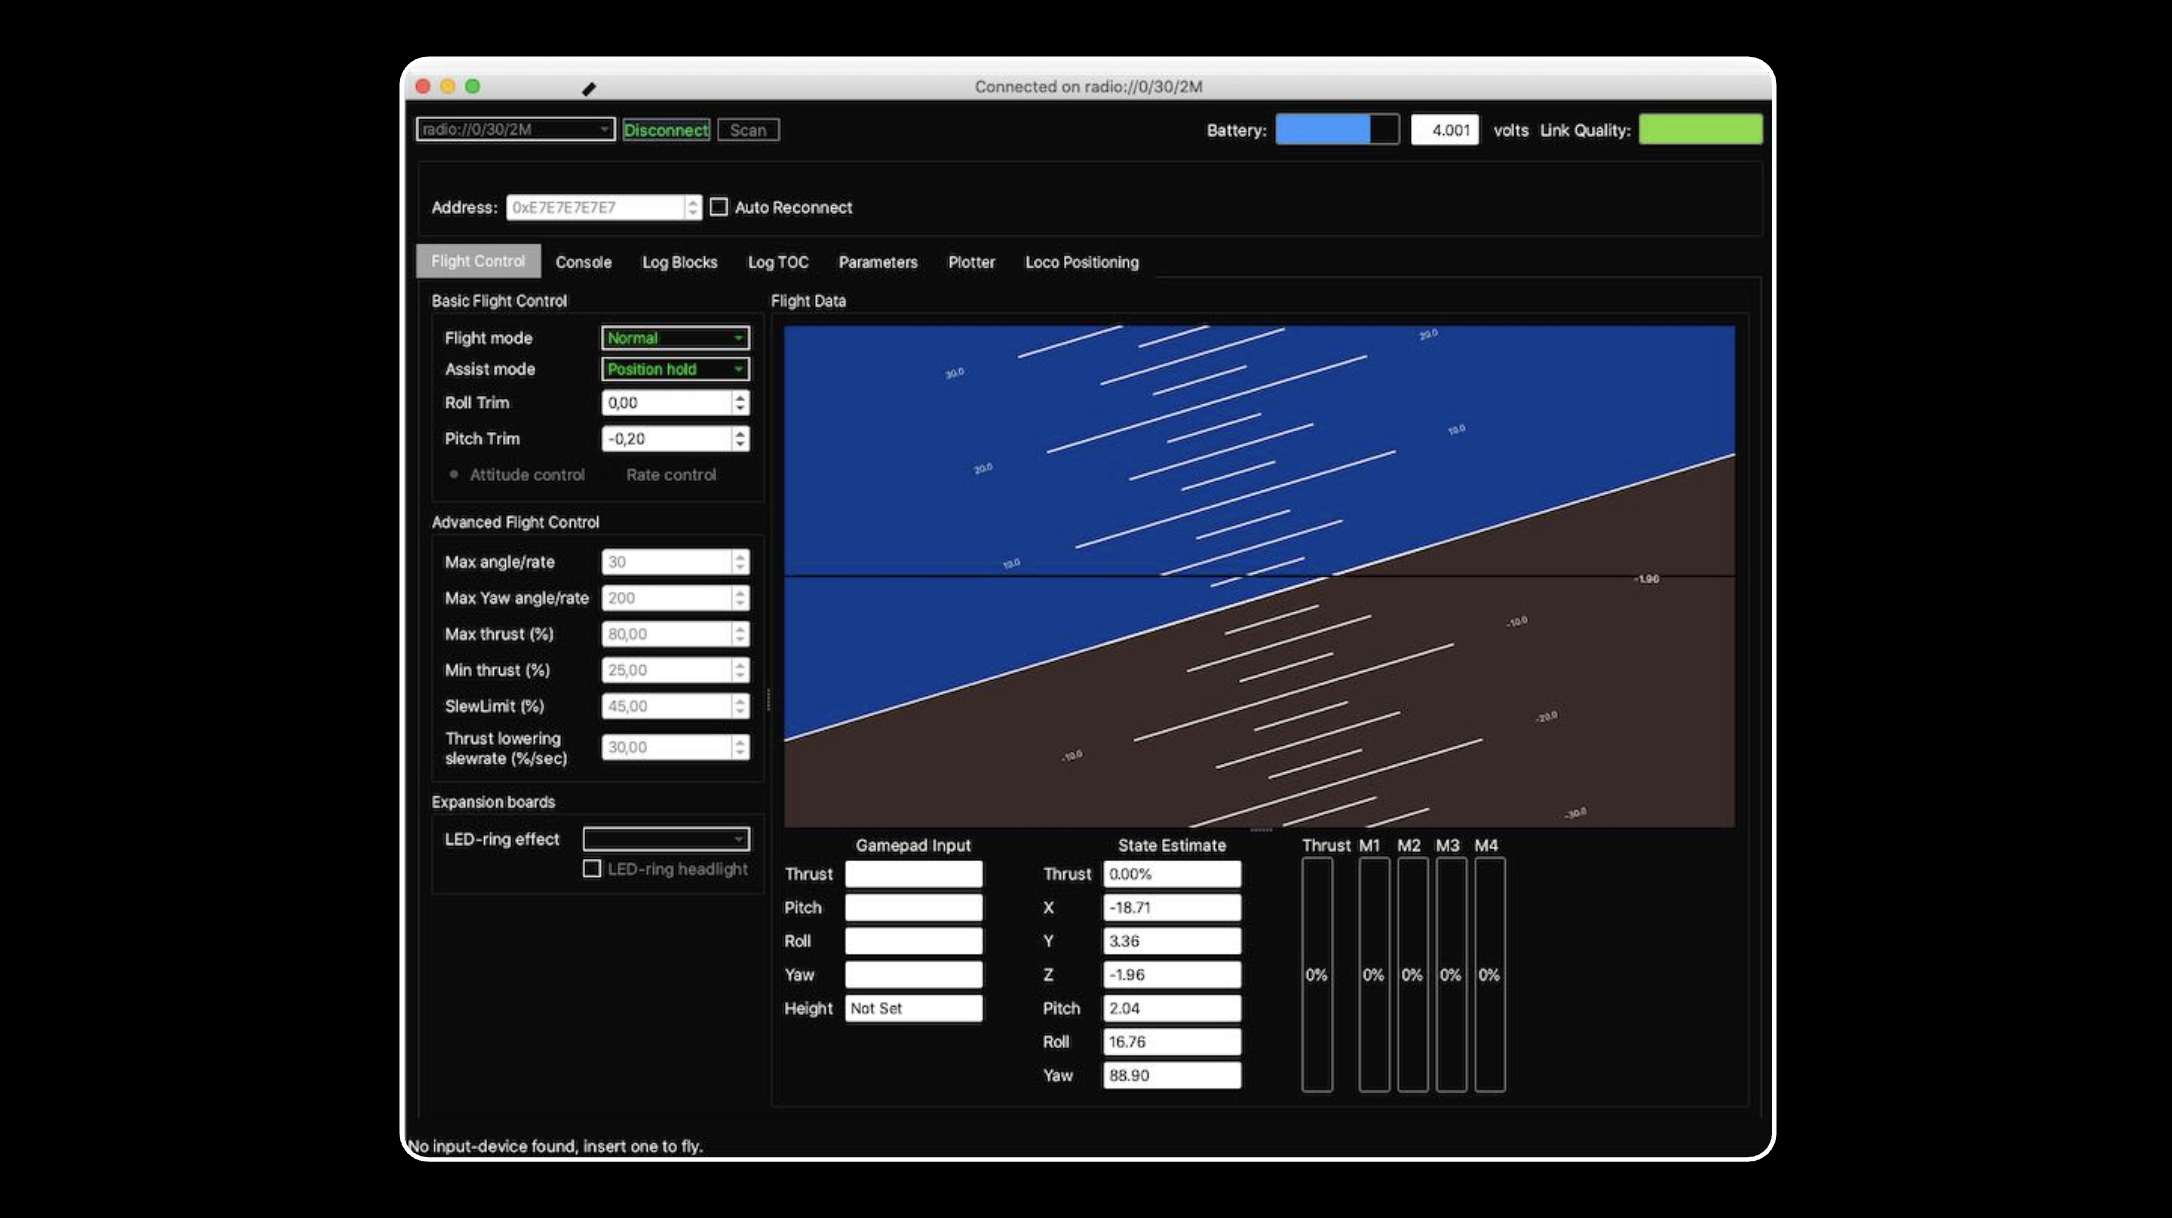 Connected on radio://0/30/2M
radio://0/30/2M Disconnect Scan Battery: 4.001 volts Link Quality:
Address: 0xE7E7E7E7E7 Auto Reconnect
Flight Control Console Log Blocks Log TOC Parameters Plotter Loco Positioning
Basic Flight Control
Flight mode Normal
Assist mode Position hold
Roll Trim 0,00
Pitch Trim -0,20
Attitude control Rate control
Advanced Flight Control
Max angle/rate 30
Max Yaw angle/rate 200
Max thrust (%) 80,00
Min thrust (%) 25,00
SlewLimit (%) 45,00
Thrust lowering
slewrate (%/sec) 30,00
Expansion boards
LED-ring effect
LED-ring headlight
Flight Data
20.0
30.0
10.0
20.0
10.0
-1.96
-10.0
-20.0
-10.0
-30.0
Gamepad Input
Thrust
Pitch
Roll
Yaw
Height Not Set
State Estimate
Thrust 0.00%
X -18.71
Y 3.36
Z -1.96
Pitch 2.04
Roll 16.76
Yaw 88.90
Thrust M1 M2 M3 M4
0% 0% 0% 0% 0%
No input-device found, insert one to fly.